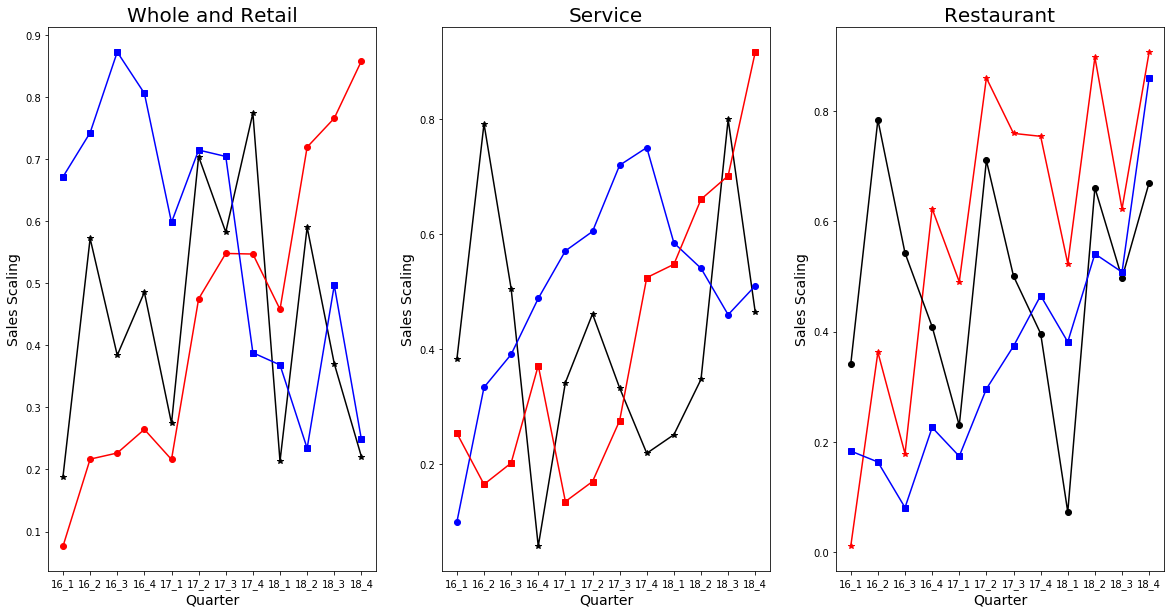 Whole and Retail
Sales Scaling
0.9
0.8
0.7
0.6
0.5
0.4
0.3
0.2
0.1
16_1 16_2 16_3 16_4 17_1 17_2 17_3 17_4 18_1 18_2 18_3 18_4
Quarter
Service
Sales Scaling
0.8
0.6
0.4
0.2
16_1 16_2 16_3 16_4 17_1 17_2 17_3 17_4 18_1 18_2 18_3 18_4
Quarter
Restaurant
Sales Scaling
0.8
0.6
0.4
0.2
0.0
16_1 16_2 16_3 16_4 17_1 17_2 17_3 17_4 18_1 18_2 18_3 18_4
Quarter